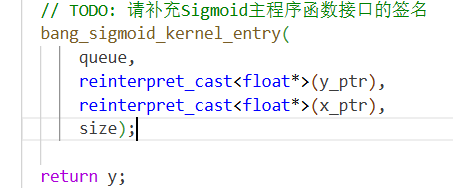 // TODO: 请补充Sigmoid主程序函数接口的签名
bang_sigmoid_kernel_entry(
queue,
reinterpret_cast<float*>(y_ptr),
reinterpret_cast<float*>(x_ptr),
size);
return y;